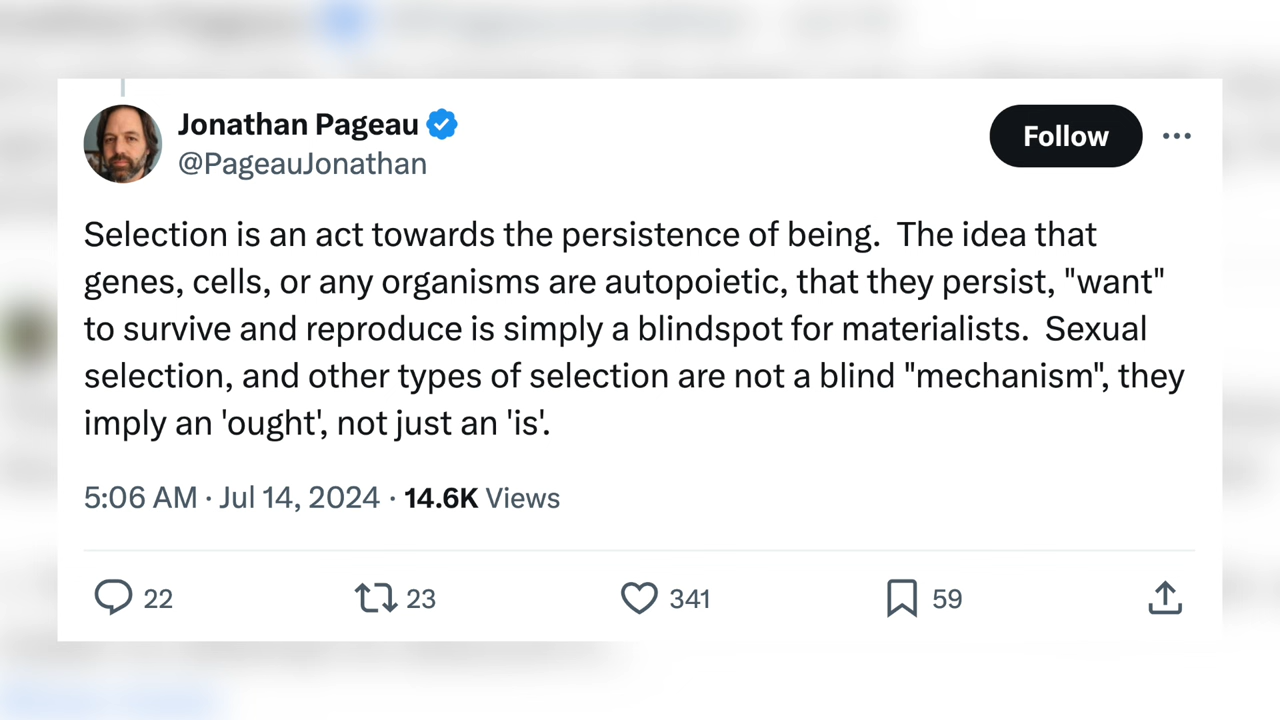 Jonathan Pageau
@PageauJonathan
Follow
Selection is an act towards the persistence of being.  The idea that
genes, cells, or any organisms are autopoietic, that they persist, "want"
to survive and reproduce is simply a blindspot for materialists.  Sexual
selection, and other types of selection are not a blind "mechanism", they
imply an 'ought', not just an 'is'.
5:06 AM · Jul 14, 2024 · 14.6K Views
22 23 341 59